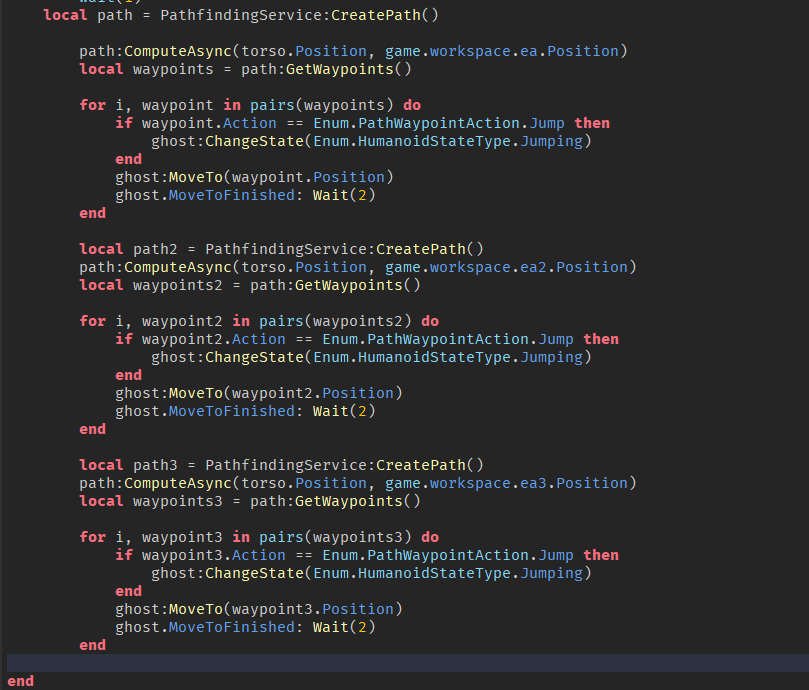 wait(1)
local path = PathfindingService:CreatePath()
path:ComputeAsync(torso.Position, game.workspace.ea.Position)
local waypoints = path:GetWaypoints()
for i, waypoint in pairs(waypoints) do
if waypoint.Action == Enum.PathWaypointAction.Jump then
ghost:ChangeState(Enum.HumanoidStateType.Jumping)
end
ghost:MoveTo(waypoint.Position)
ghost.MoveToFinished: Wait(2)
end
local path2 = PathfindingService:CreatePath()
path:ComputeAsync(torso.Position, game.workspace.ea2.Position)
local waypoints2 = path:GetWaypoints()
for i, waypoint2 in pairs(waypoints2) do
if waypoint2.Action == Enum.PathWaypointAction.Jump then
ghost:ChangeState(Enum.HumanoidStateType.Jumping)
end
ghost:MoveTo(waypoint2.Position)
ghost.MoveToFinished: Wait(2)
end
local path3 = PathfindingService:CreatePath()
path:ComputeAsync(torso.Position, game.workspace.ea3.Position)
local waypoints3 = path:GetWaypoints()
for i, waypoint3 in pairs(waypoints3) do
if waypoint3.Action == Enum.PathWaypointAction.Jump then
ghost:ChangeState(Enum.HumanoidStateType.Jumping)
end
ghost:MoveTo(waypoint3.Position)
ghost.MoveToFinished: Wait(2)
end
end